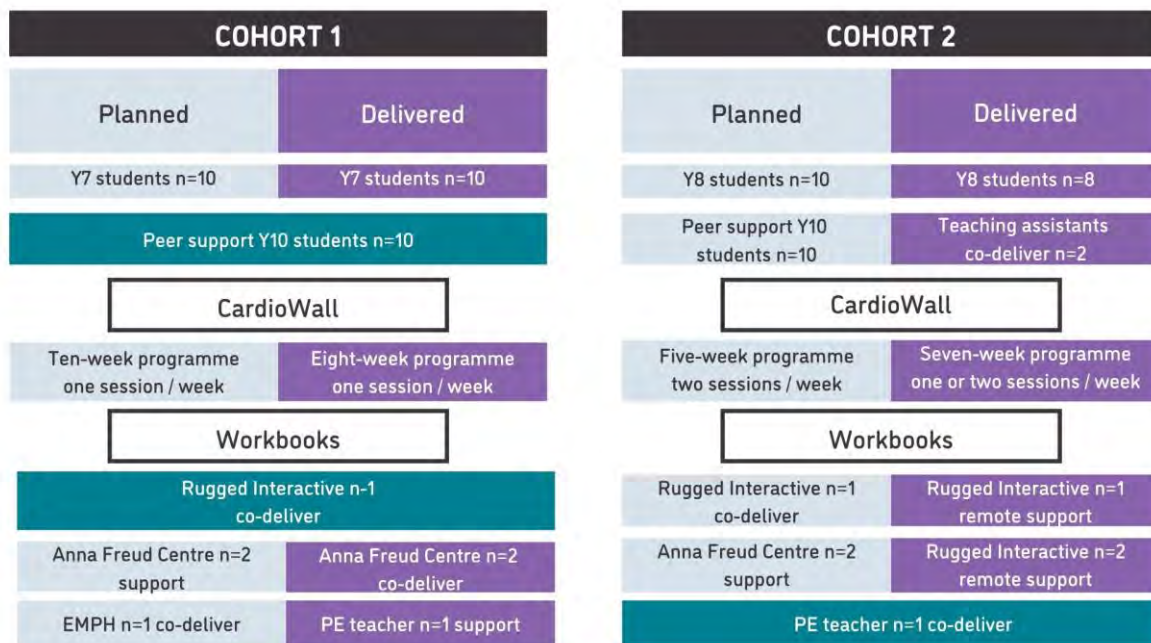 COHORT 1
Planned
Delivered
Y7 students n=10
Y7 students n=10
Peer support Y10 students n=10
CardioWall
Ten-week programme
one session / week
Eight-week programme
one session / week
Workbooks
Rugged Interactive n-1
co-deliver
Anna Freud Centre n=2
support
Anna Freud Centre n=2
co-deliver
EMPH n=1 co-deliver
PE teacher n=1 support
COHORT 2
Planned
Delivered
Y8 students n=10
Y8 students n=8
Peer support Y10
students n=10
Teaching assistants
co-deliver n=2
CardioWall
Five-week programme
two sessions / week
Seven-week programme
one or two sessions / week
Workbooks
Rugged Interactive n=1
co-deliver
Rugged Interactive n=1
remote support
Anna Freud Centre n=2
support
Rugged Interactive n=2
remote support
PE teacher n=1 co-deliver